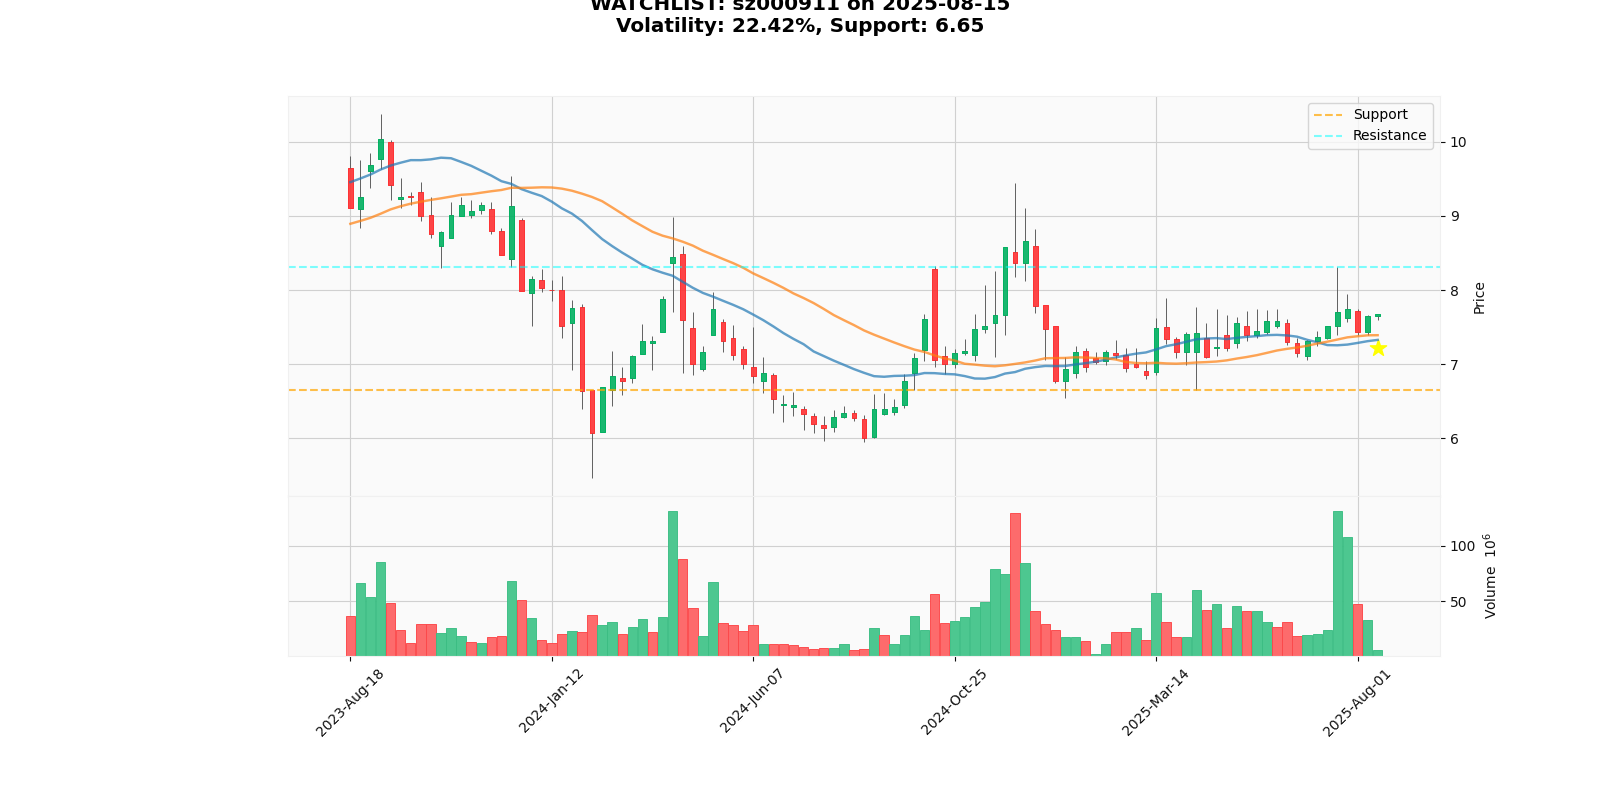 WATCHLIST: sz000911 on 2025-08-15
Volatility: 22.42%, Support: 6.65
Support
Resistance
10
9
8
7
6
Price
100
50
Volume 10^6
2023-Aug-18
2024-Jan-12
2024-Jun-07
2024-Oct-25
2025-Mar-14
2025-Aug-01